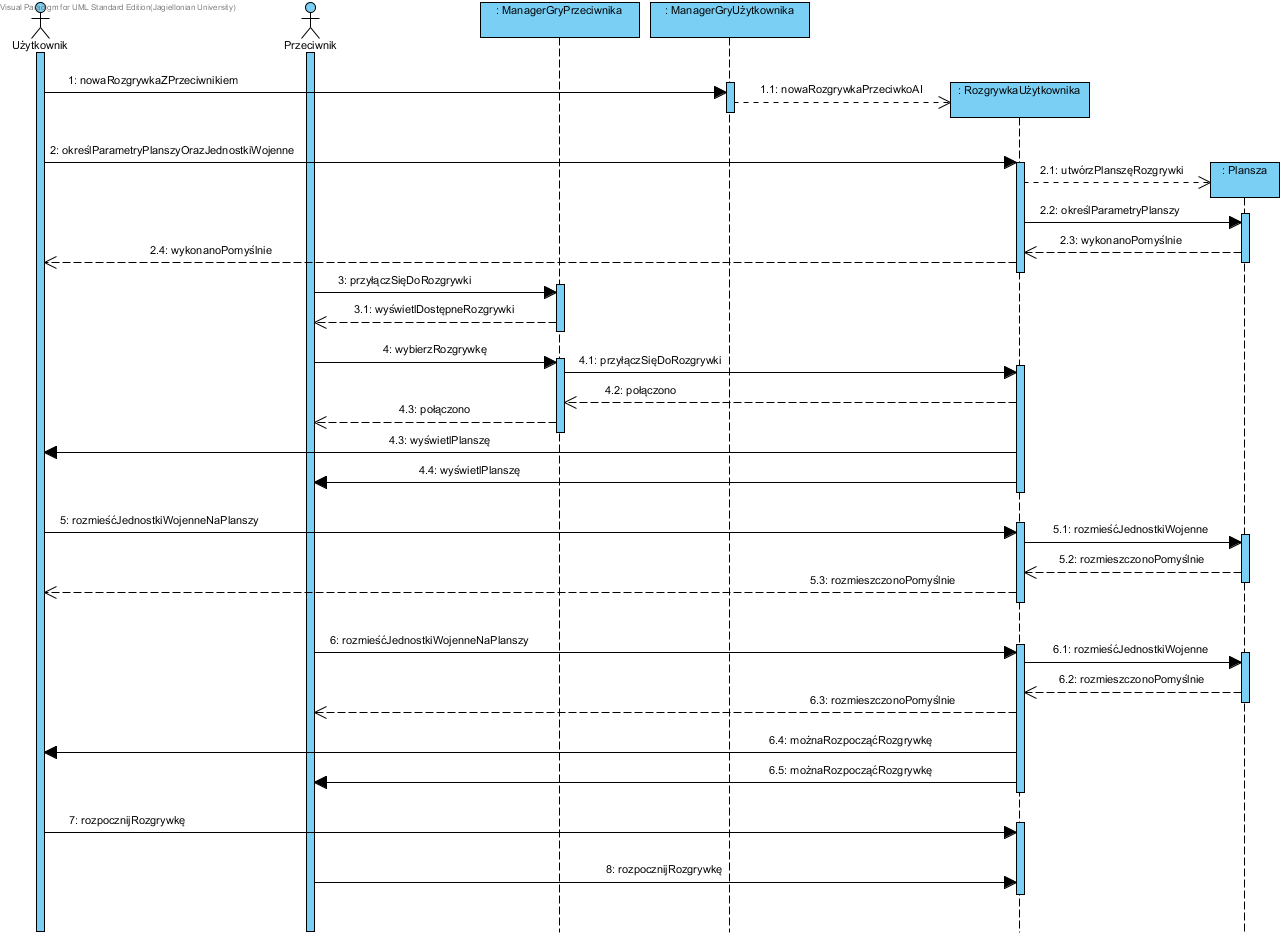 Visual Paradigm for UML Standard Edition(Jagiellonian University)
Użytkownik
Przeciwnik
: ManagerGryPrzeciwnika
: ManagerGryUżytkownika
1: nowaRozgrywkaZPrzeciwnikiem
1.1: nowaRozgrywkaPrzeciwkoAI
: RozgrywkaUżytkownika
2: określParametryPlanszyOrazJednostkiWojenne
2.1: utwórzPlanszęRozgrywki
: Plansza
2.2: określParametryPlanszy
2.3: wykonanoPomyślnie
2.4: wykonanoPomyślnie
3: przyłączSięDoRozgrywki
3.1: wyświetlDostępneRozgrywki
4: wybierzRozgrywkę
4.1: przyłączSięDoRozgrywki
4.2: połączono
4.3: połączono
4.3: wyświetlPlanszę
4.4: wyświetlPlanszę
5: rozmieśćJednostkiWojenneNaPlanszy
5.1: rozmieśćJednostkiWojenne
5.2: rozmieszczonoPomyślnie
5.3: rozmieszczonoPomyślnie
6: rozmieśćJednostkiWojenneNaPlanszy
6.1: rozmieśćJednostkiWojenne
6.2: rozmieszczonoPomyślnie
6.3: rozmieszczonoPomyślnie
6.4: możnaRozpocząćRozgrywkę
6.5: możnaRozpocząćRozgrywkę
7: rozpocznijRozgrywkę
8: rozpocznijRozgrywkę